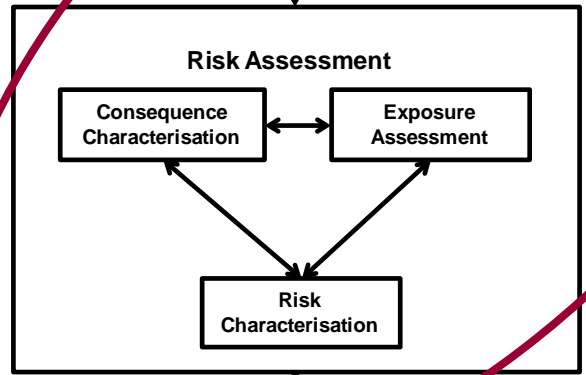 Risk Assessment
Consequence
Characterisation
Exposure
Assessment
Risk
Characterisation